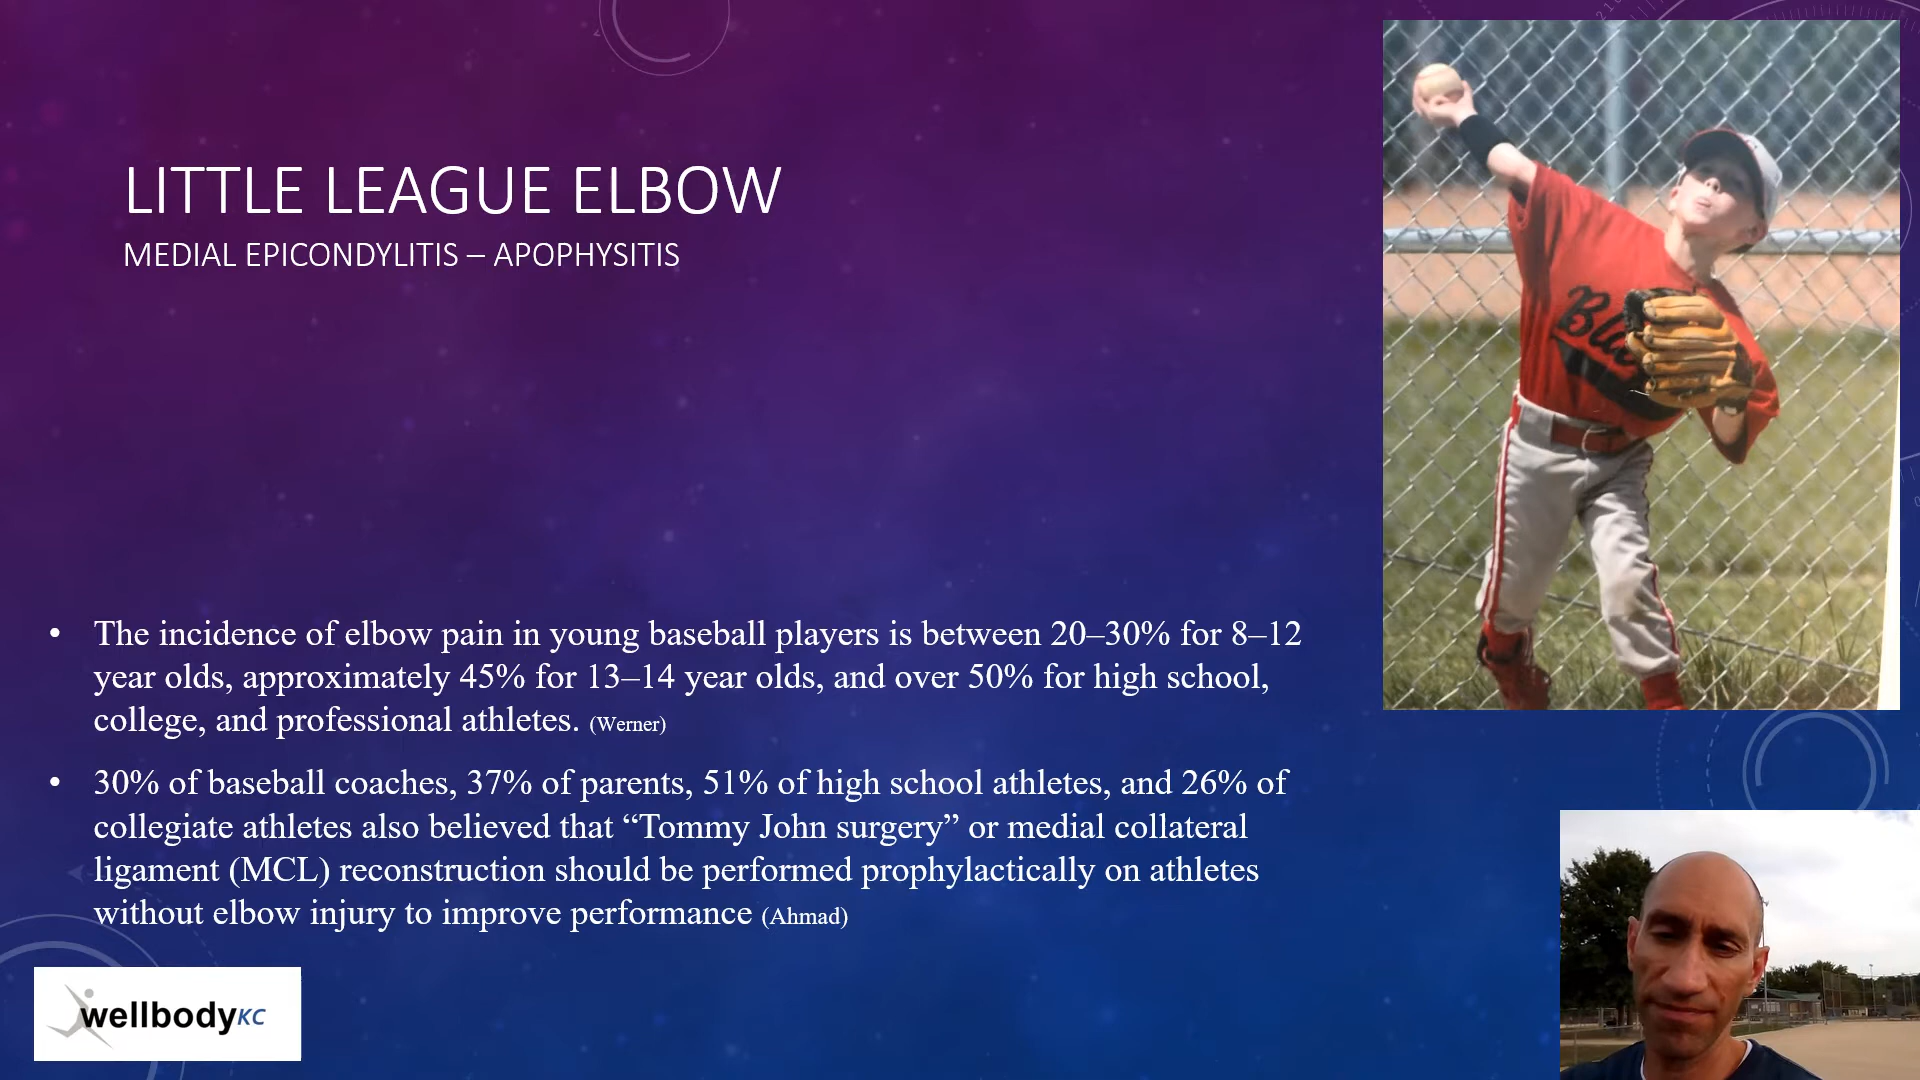 LITTLE LEAGUE ELBOW
MEDIAL EPICONDYLITIS – APOPHYSITIS
• The incidence of elbow pain in young baseball players is between 20–30% for 8–12
year olds, approximately 45% for 13–14 year olds, and over 50% for high school,
college, and professional athletes. (Werner)
• 30% of baseball coaches, 37% of parents, 51% of high school athletes, and 26% of
collegiate athletes also believed that “Tommy John surgery” or medial collateral
ligament (MCL) reconstruction should be performed prophylactically on athletes
without elbow injury to improve performance (Ahmad)
wellbodyKC